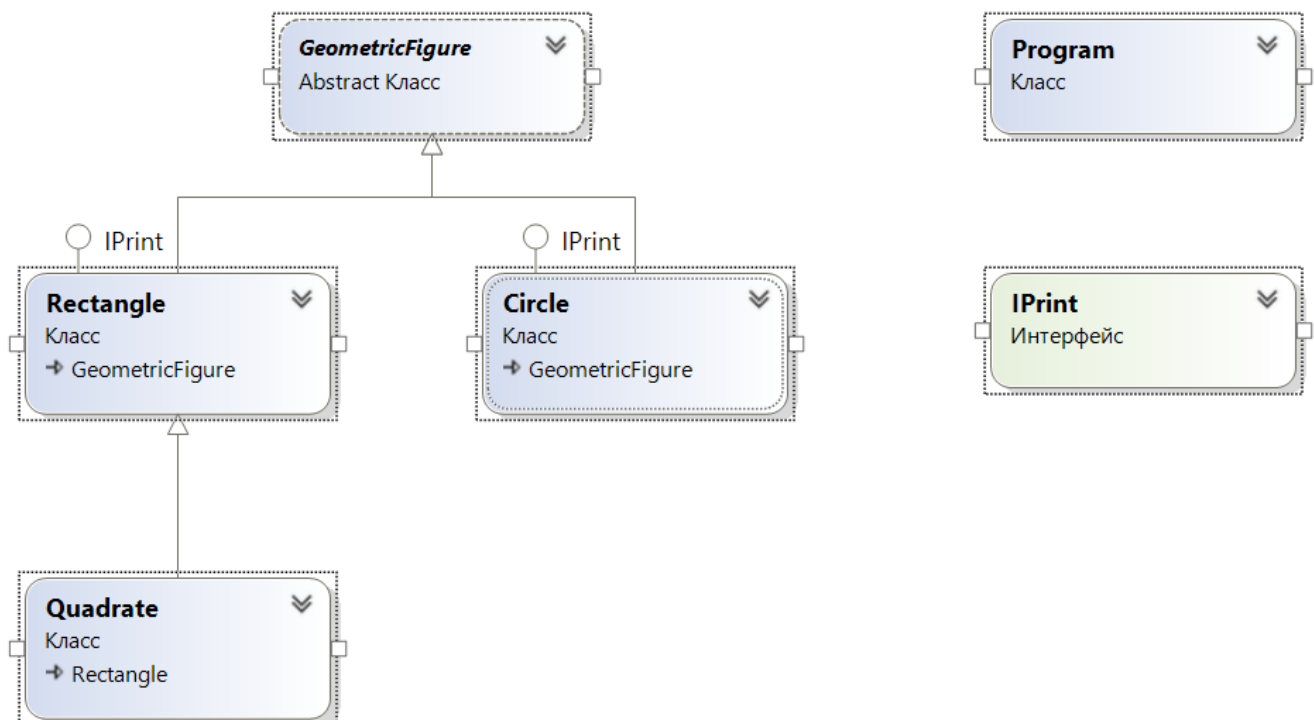 GeometricFigure
Abstract Класс
Program
Класс
IPrint
IPrint
Rectangle
Класс
GeometricFigure
Circle
Класс
GeometricFigure
IPrint
Интерфейс
Quadrate
Класс
Rectangle